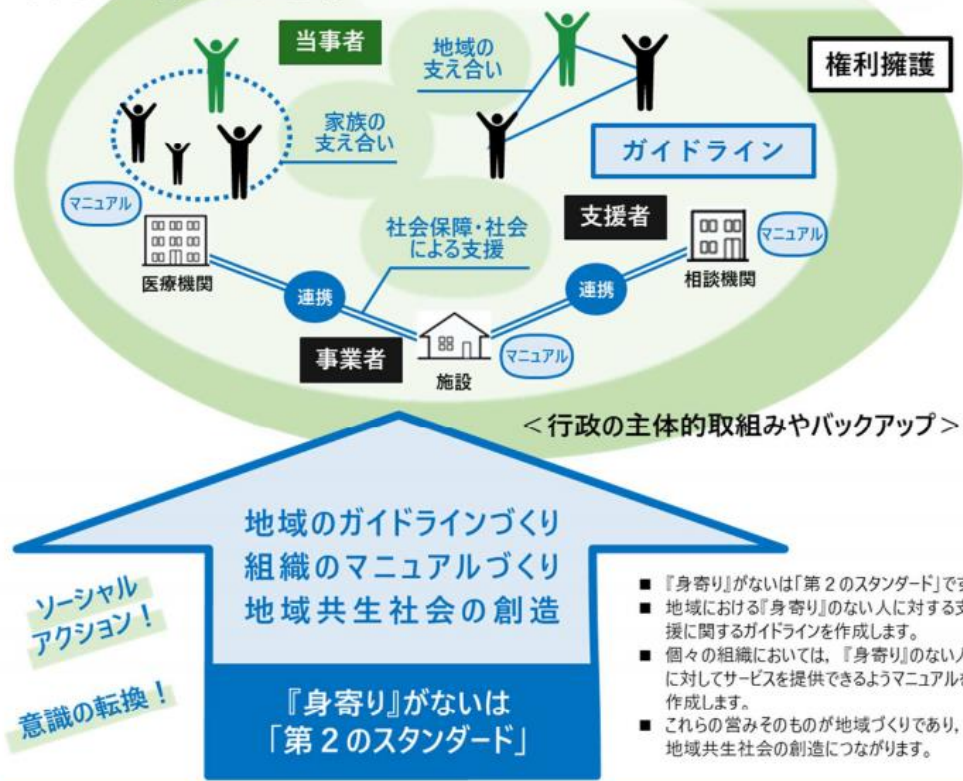 当事者
地域の
支え合い
権利擁護
家族の
支え合い
ガイドライン
マニュアル
社会保障・社会
による支援
支援者
マニュアル
医療機関
連携
連携
相談機関
事業者
施設
マニュアル
＜行政の主体的取組みやバックアップ＞
地域のガイドラインづくり
組織のマニュアルづくり
地域共生社会の創造
ソーシャル
アクション！
意識の転換！
『身寄り』がないは
「第２のスタンダード」
■ 『身寄り』がないは「第２のスタンダード」です
■ 地域における『身寄り』のない人に対する支
援に関するガイドラインを作成します。
■ 個々の組織においては，『身寄り』のない人
に対してサービスを提供できるようマニュアルを
作成します。
■ これらの営みそのものが地域づくりであり，
地域共生社会の創造につながります。